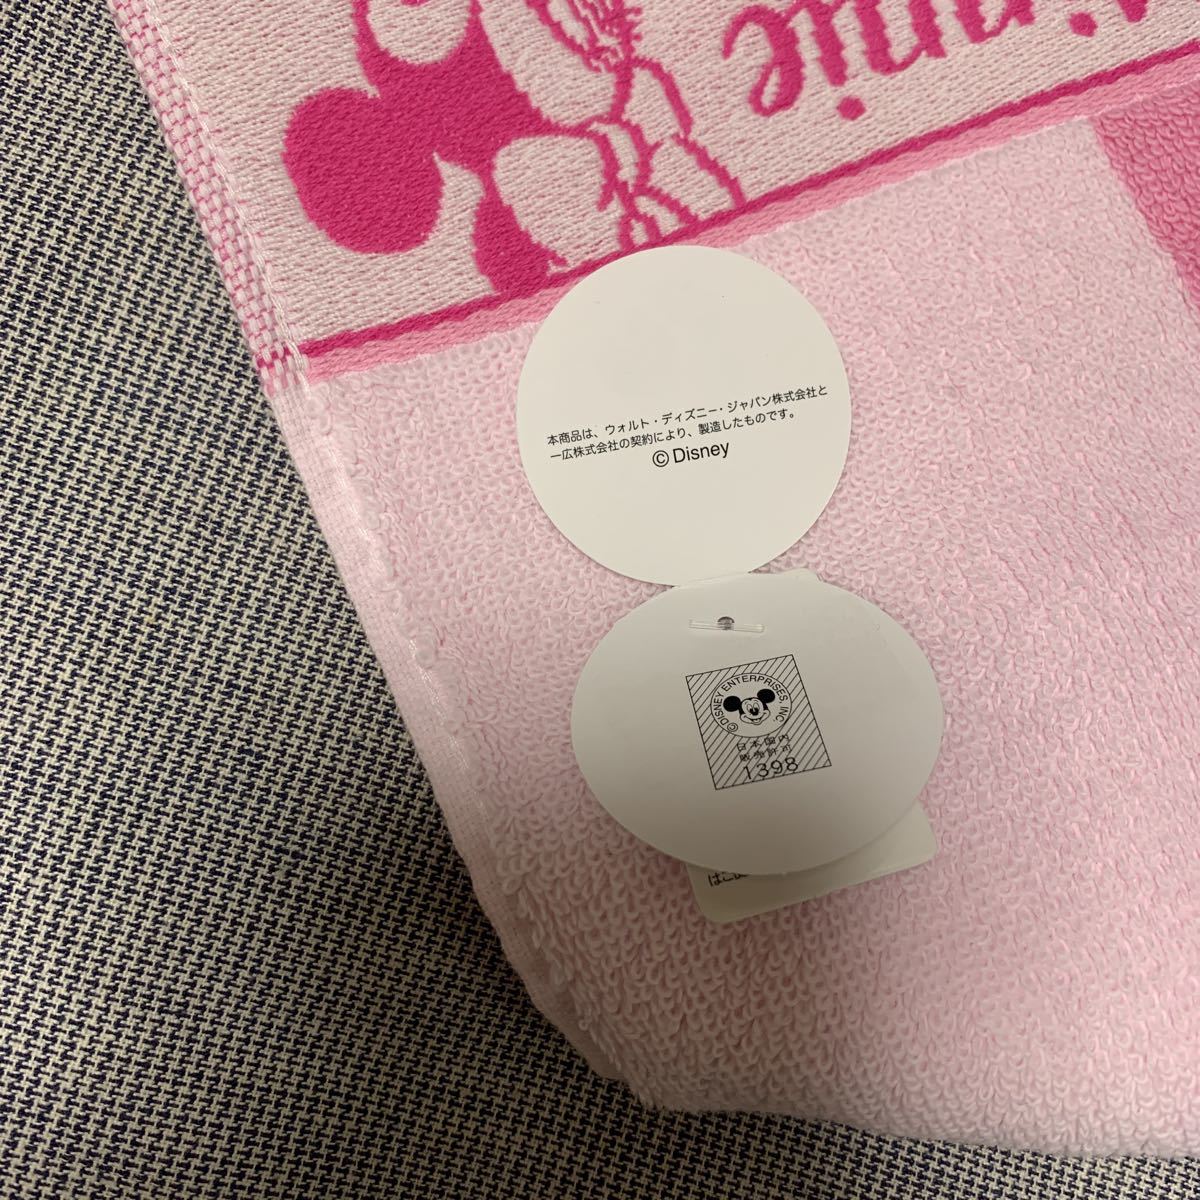 Minnie
本商品は、ウォルト・ディズニー・ジャパン株式会社と
一広株式会社の契約により、製造したものです。
© Disney
© DISNEY ENTERPRISES, INC.
日本国内
販売許可
1398